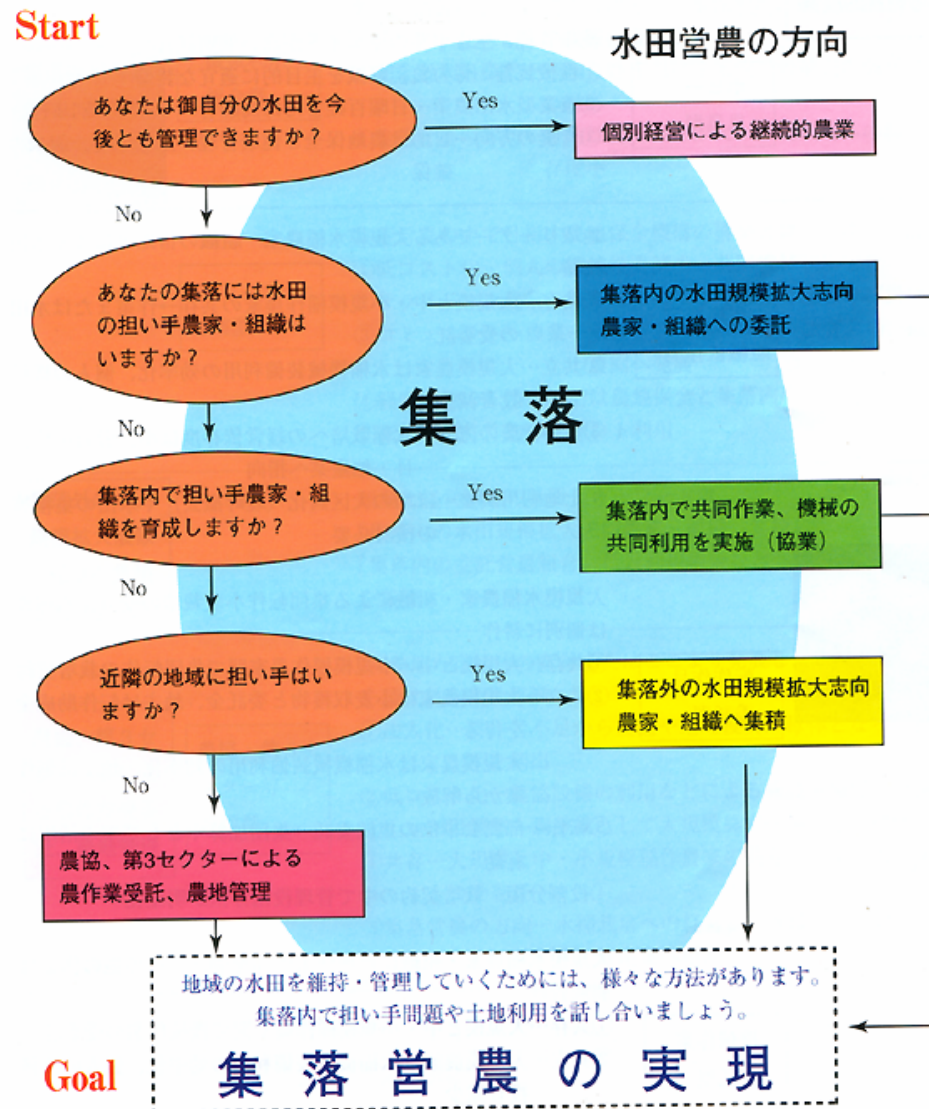 Start
水田営農の方向
あなたは御自分の水田を今
後とも管理できますか？
Yes
個別経営による継続的農業
No
あなたの集落には水田
の担い手農家・組織は
いますか？
Yes
集落内の水田規模拡大志向
農家・組織への委託
集 落
No
集落内で担い手農家・組
織を育成しますか？
Yes
集落内で共同作業、機械の
共同利用を実施（協業）
No
近隣の地域に担い手はい
ますか？
Yes
集落外の水田規模拡大志向
農家・組織へ集積
No
農協、第3セクターによる
農作業受託、農地管理
地域の水田を維持・管理していくためには、様々な方法があります。
集落内で担い手問題や土地利用を話し合いましょう。
Goal
集落営農の実現